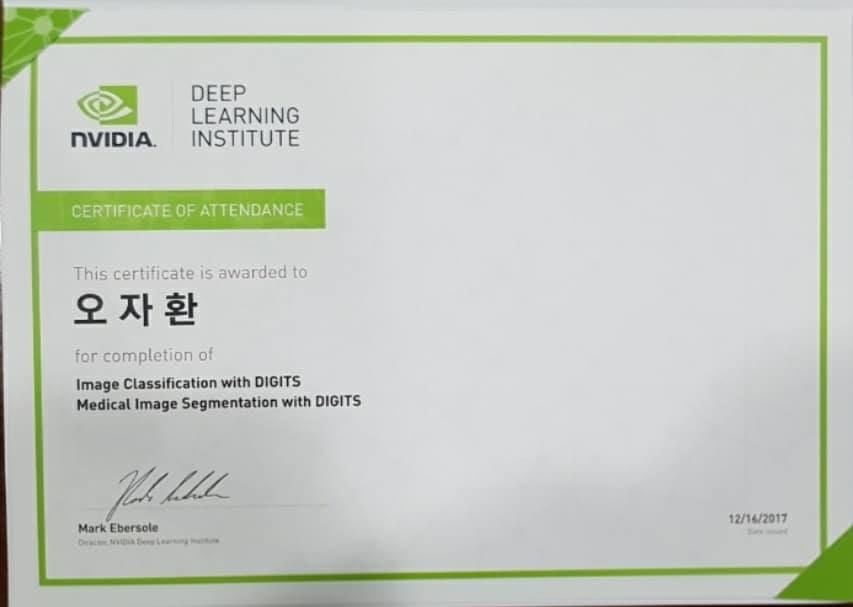 NVIDIA.
DEEP
LEARNING
INSTITUTE
CERTIFICATE OF ATTENDANCE
This certificate is awarded to
오 자 환
for completion of
Image Classification with DIGITS
Medical Image Segmentation with DIGITS
Mark Ebersole
Director, NVIDIA Deep Learning Institute
12/16/2017
Date issued